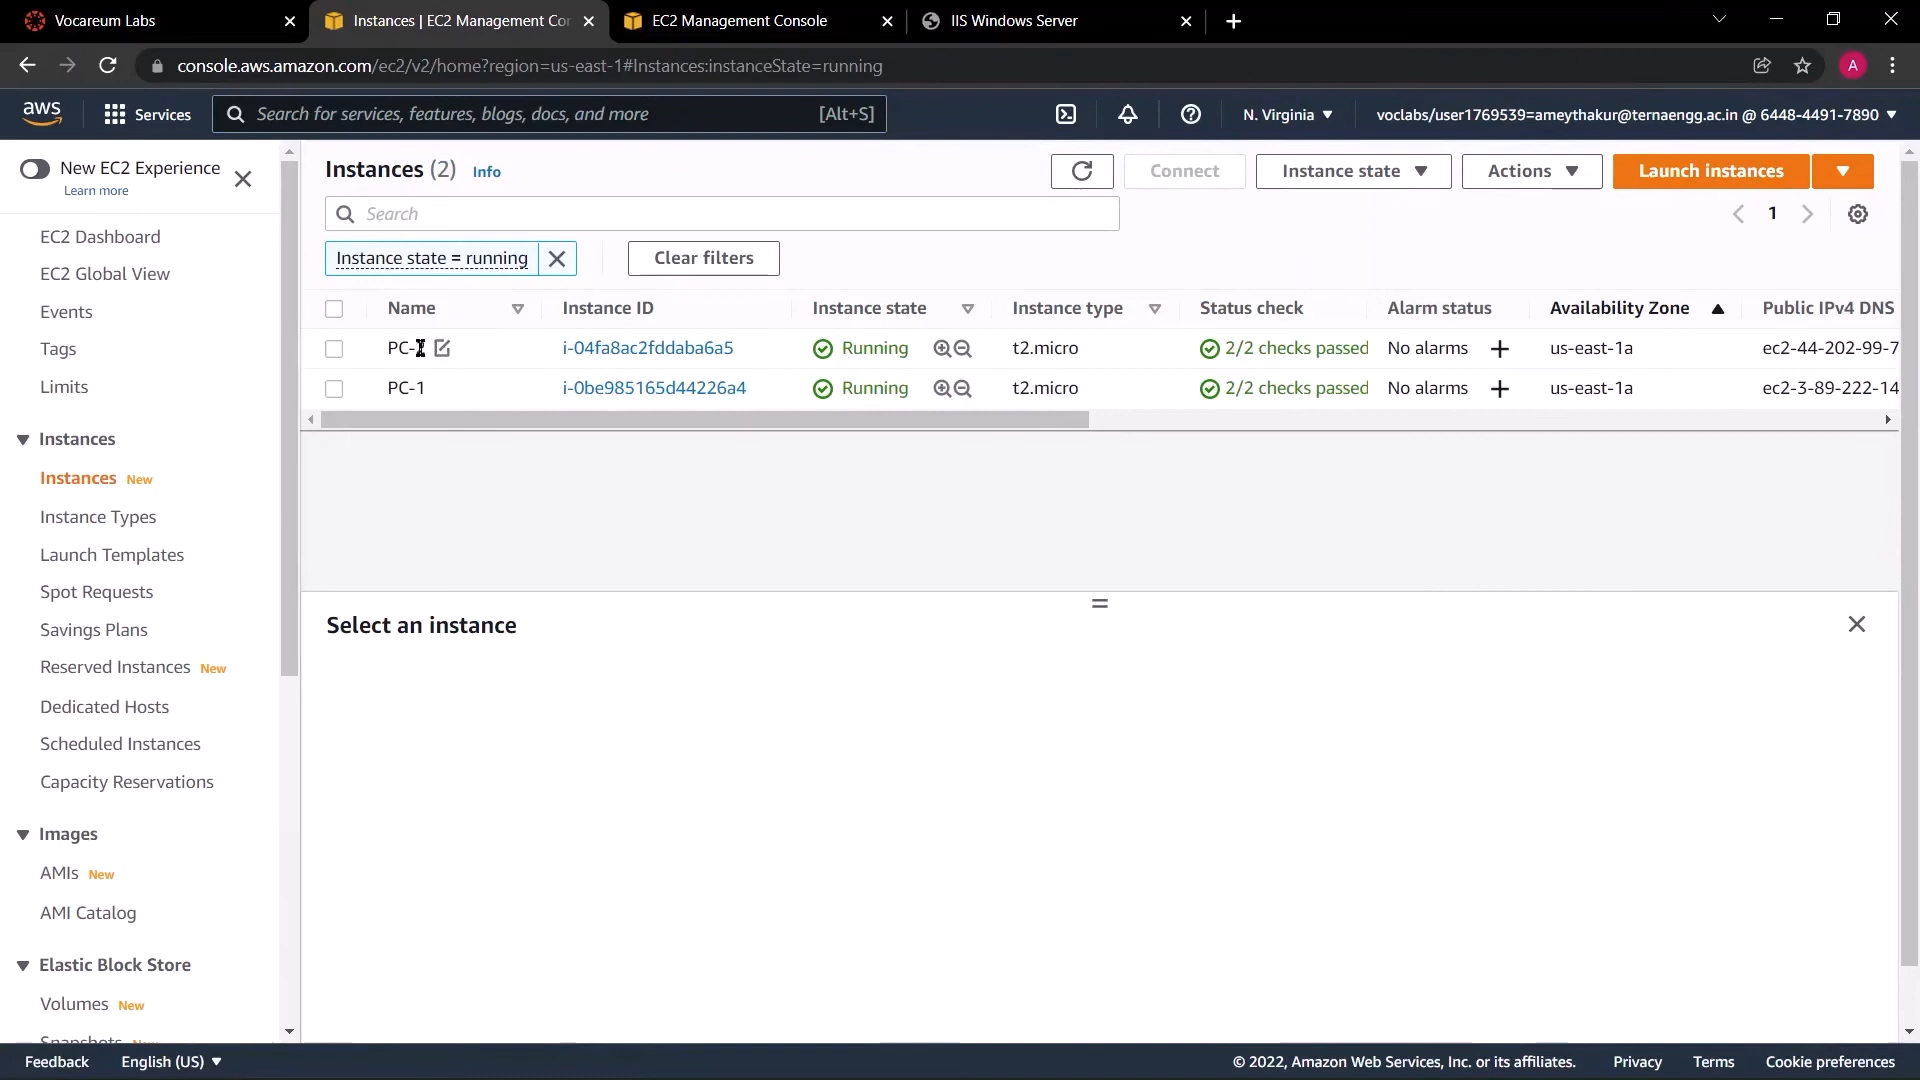 Vocareum Labs
Instances | EC2 Management Con
EC2 Management Console
IIS Windows Server
console.aws.amazon.com/ec2/v2/home?region=us-east-1#Instances:instanceState=running
A
aws
Services
Search for services, features, blogs, docs, and more
[Alt+S]
N. Virginia
voclabs/user1769539=ameythakur@ternaengg.ac.in @ 6448-4491-7890
New EC2 Experience
Learn more
EC2 Dashboard
EC2 Global View
Events
Tags
Limits
Instances
Instances New
Instance Types
Launch Templates
Spot Requests
Savings Plans
Reserved Instances New
Dedicated Hosts
Scheduled Instances
Capacity Reservations
Images
AMIs New
AMI Catalog
Elastic Block Store
Volumes New
Snapshots New
Instances (2) Info
Connect
Instance state
Actions
Launch instances
Search
1
Instance state = running
Clear filters
Name Instance ID Instance state Instance type Status check Alarm status Availability Zone Public IPv4 DNS
i-04fa8ac2fddaba6a5 Running t2.micro 2/2 checks passed No alarms us-east-1a ec2-44-202-99-7
PC-1 i-0be985165d44226a4 Running t2.micro 2/2 checks passed No alarms us-east-1a ec2-3-89-222-14
Select an instance
Feedback
English (US)
© 2022, Amazon Web Services, Inc. or its affiliates.
Privacy
Terms
Cookie preferences